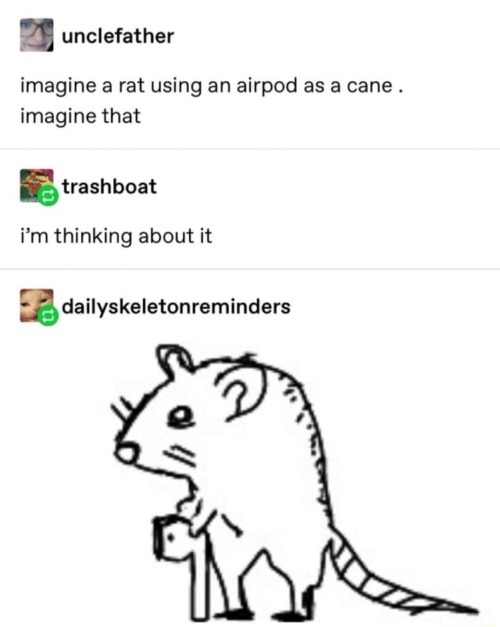 unclefather
imagine a rat using an airpod as a cane .
imagine that
trashboat
i'm thinking about it
dailyskeletonreminders